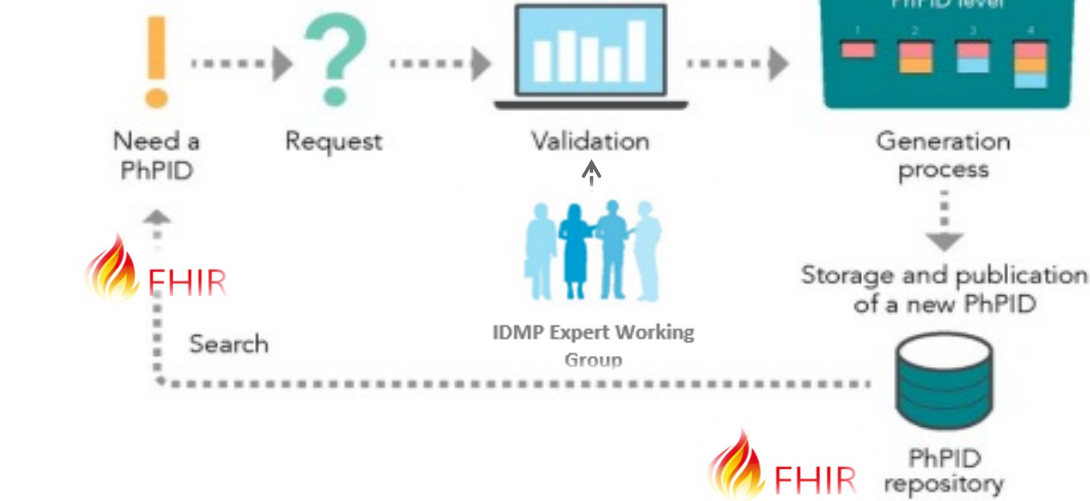 PhPID level
1 2 3 4
Need a
PhPID
Request
Validation
Generation
process
FHIR
Storage and publication
of a new PhPID
IDMP Expert Working
Group
Search
PhPID
repository
FHIR